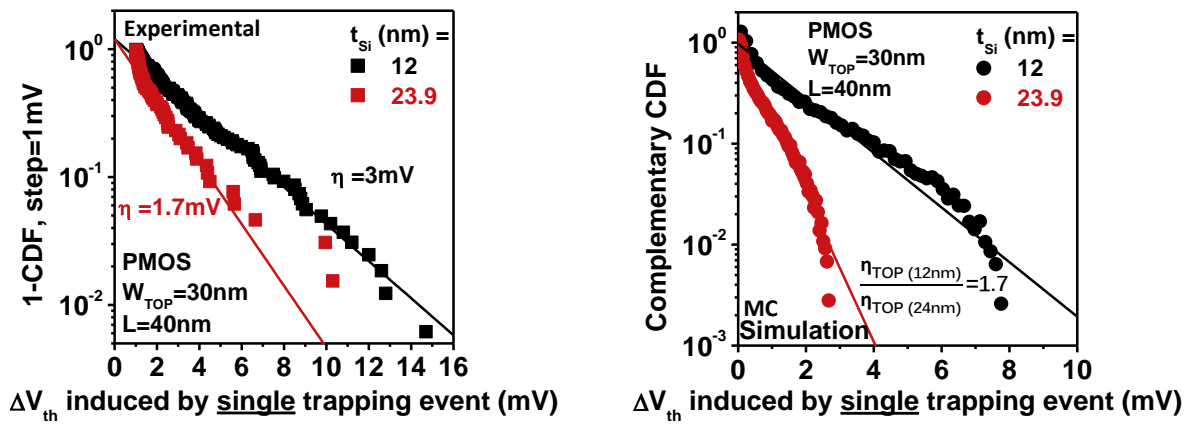 Experimental
t_Si (nm) =
12
23.9
η =3mV
η =1.7mV
PMOS
W_TOP=30nm
L=40nm
1-CDF, step=1mV
10^0
10^-1
10^-2
0 2 4 6 8 10 12 14 16
ΔV_th induced by single trapping event (mV)
PMOS
W_TOP=30nm
L=40nm
t_Si (nm) =
12
23.9
η_TOP (12nm)
η_TOP (24nm)
=1.7
MC
Simulation
Complementary CDF
10^0
10^-1
10^-2
10^-3
0 2 4 6 8 10
ΔV_th induced by single trapping event (mV)